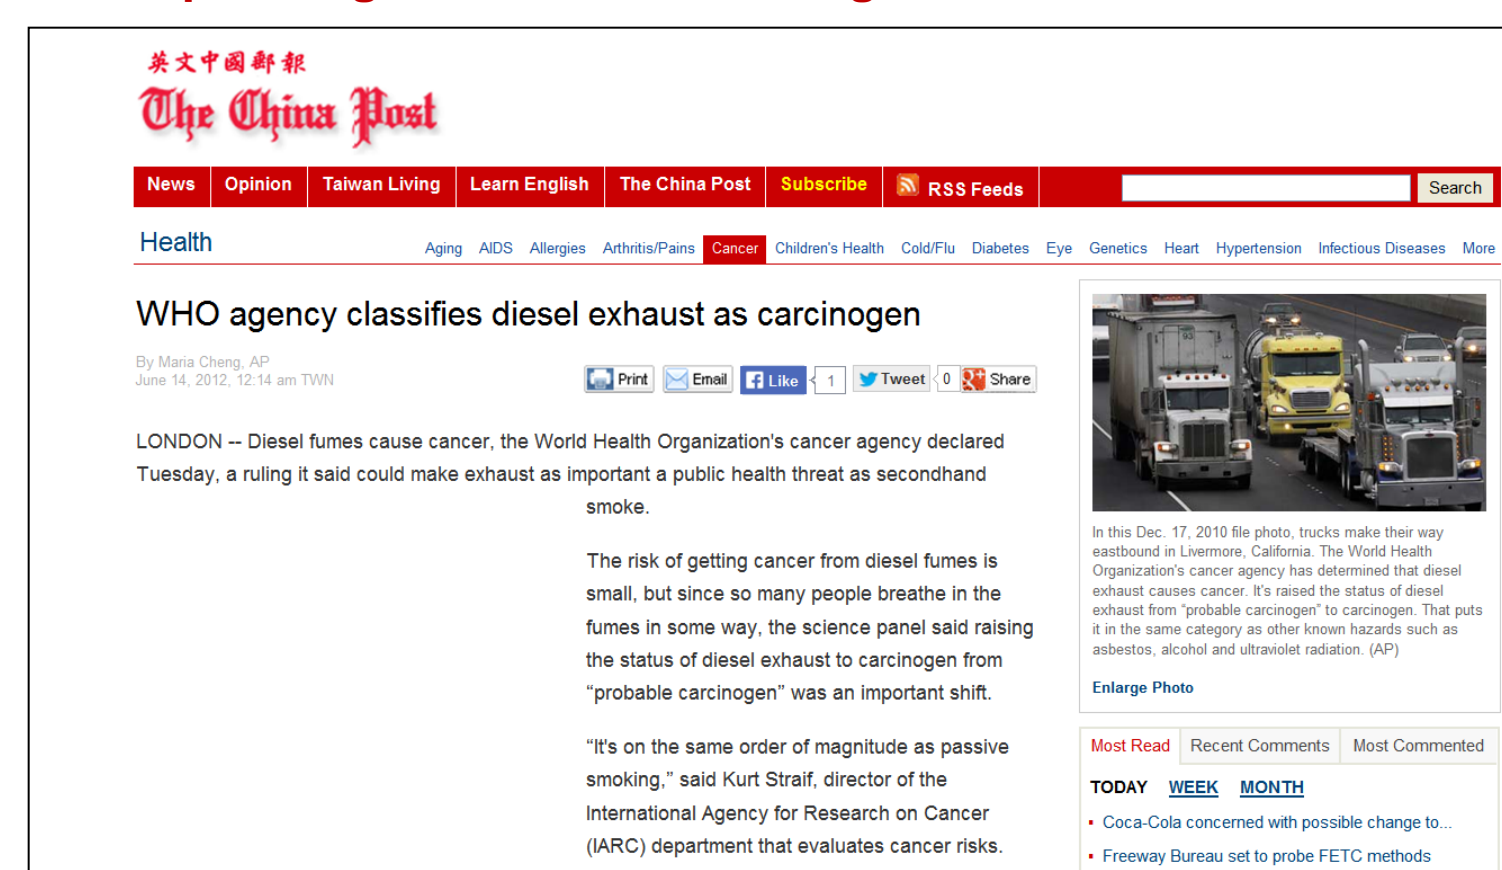 英文中國郵報
The China Post
News Opinion Taiwan Living Learn English The China Post Subscribe RSS Feeds Search
Health Aging AIDS Allergies Arthritis/Pains Cancer Children's Health Cold/Flu Diabetes Eye Genetics Heart Hypertension Infectious Diseases More
WHO agency classifies diesel exhaust as carcinogen
By Maria Cheng, AP
June 14, 2012, 12:14 am TWN
Print Email Like 1 Tweet 0 Share
LONDON -- Diesel fumes cause cancer, the World Health Organization's cancer agency declared
Tuesday, a ruling it said could make exhaust as important a public health threat as secondhand
smoke.
The risk of getting cancer from diesel fumes is
small, but since so many people breathe in the
fumes in some way, the science panel said raising
the status of diesel exhaust to carcinogen from
“probable carcinogen” was an important shift.
“It's on the same order of magnitude as passive
smoking,” said Kurt Straif, director of the
International Agency for Research on Cancer
(IARC) department that evaluates cancer risks.
93
In this Dec. 17, 2010 file photo, trucks make their way
eastbound in Livermore, California. The World Health
Organization's cancer agency has determined that diesel
exhaust causes cancer. It's raised the status of diesel
exhaust from “probable carcinogen” to carcinogen. That puts
it in the same category as other known hazards such as
asbestos, alcohol and ultraviolet radiation. (AP)
Enlarge Photo
Most Read Recent Comments Most Commented
TODAY WEEK MONTH
Coca-Cola concerned with possible change to...
Freeway Bureau set to probe FETC methods